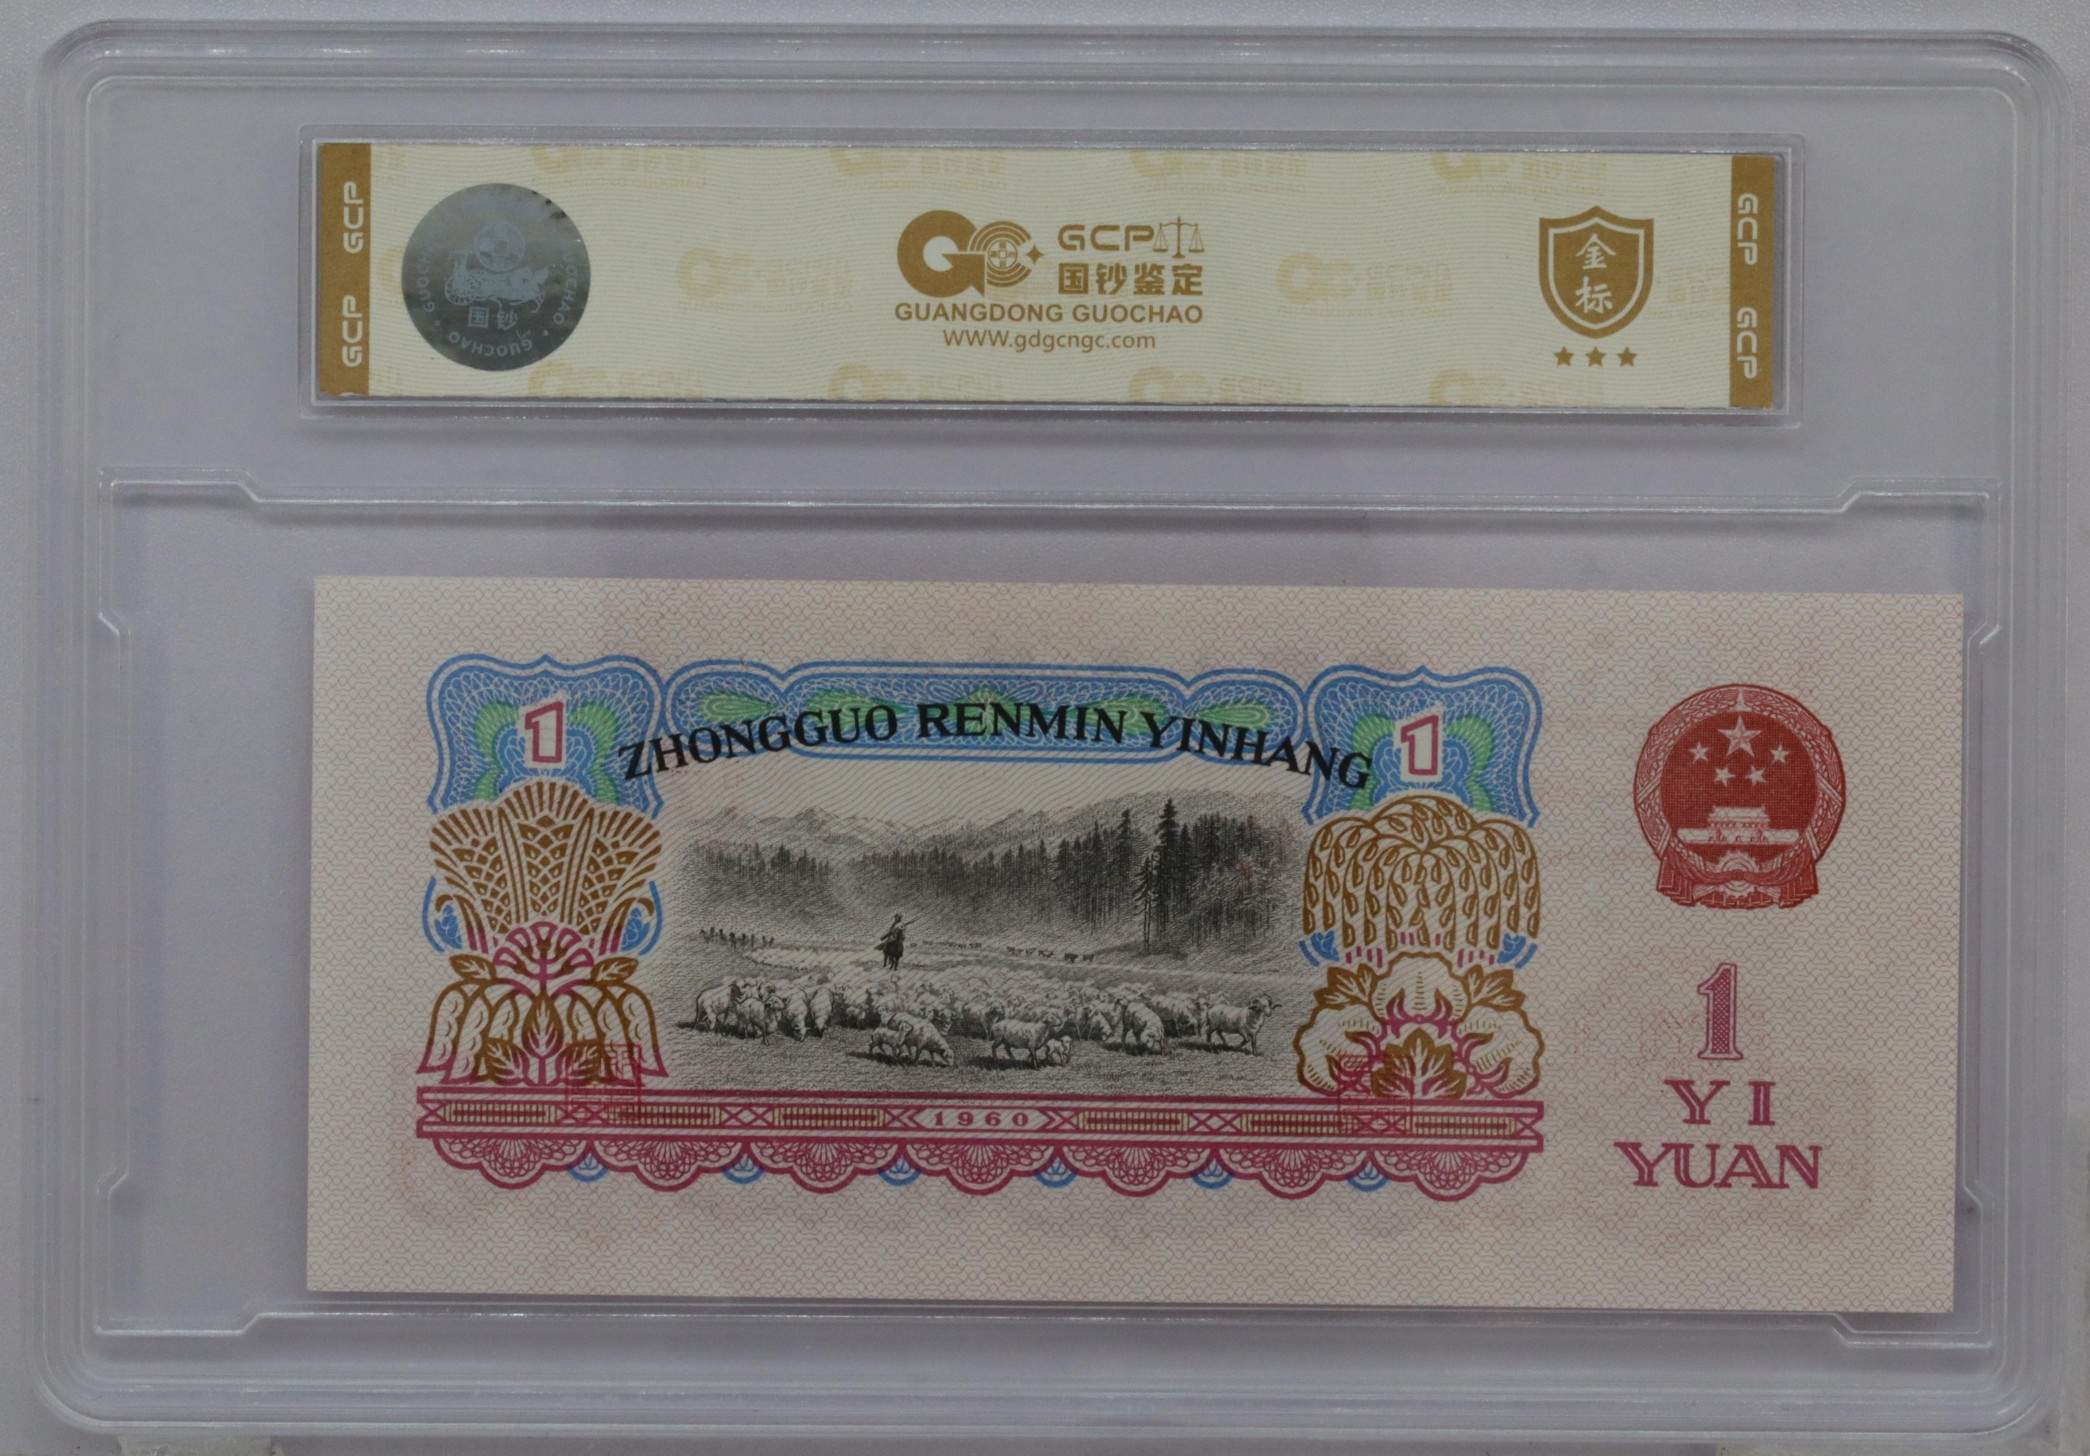 GCP
GCP
国钞
GUOCHAO
GCP
国钞鉴定
GUANGDONG GUOCHAO
WWW.gdgcngc.com
金
标
GCP
GCP
1
ZHONGGUO RENMIN YINHANG
1
1960
1
YI
YUAN